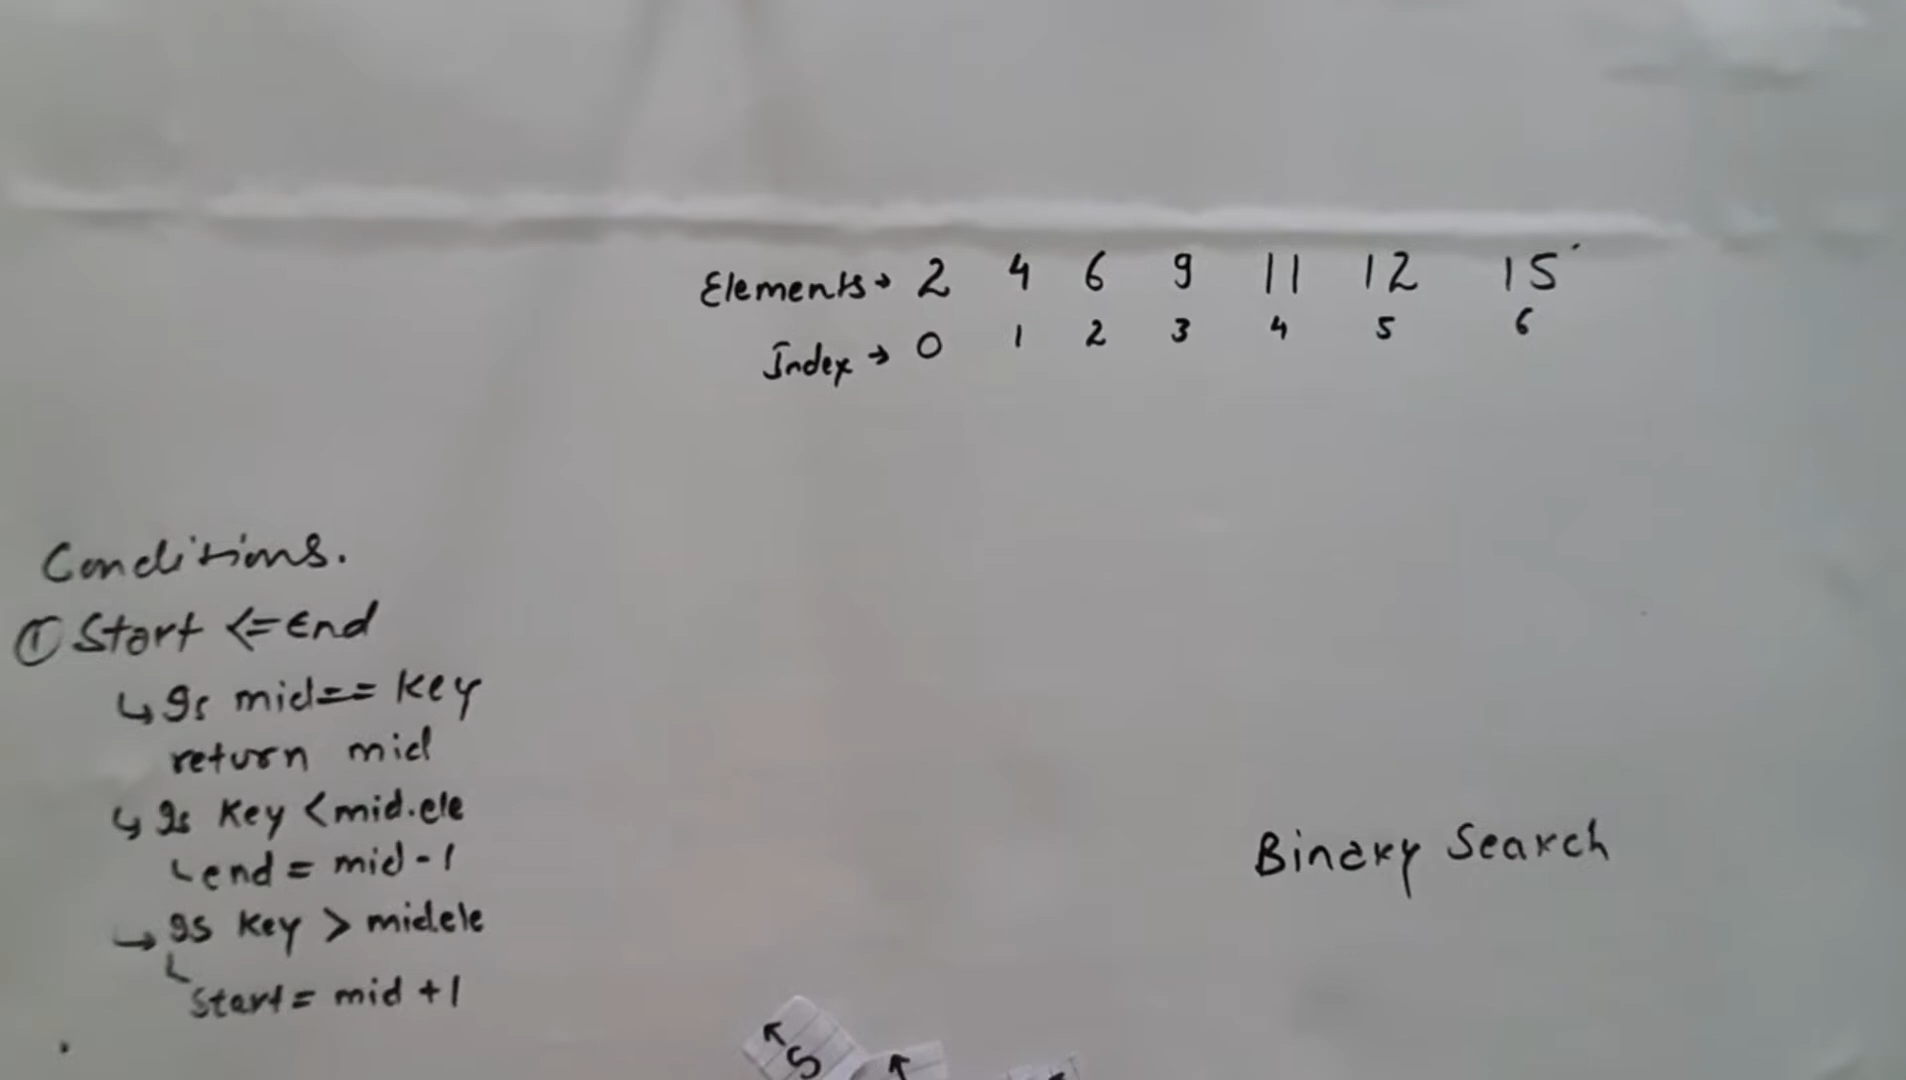 Elements → 2 4 6 9 11 12 15
Index → 0 1 2 3 4 5 6
Conditions.
① Start <= End
↳ Is mid == key
return mid
↳ Is Key < mid.ele
end = mid - 1
→ Is Key > mid.ele
Start = mid + 1
Binary Search
↖ S
↖